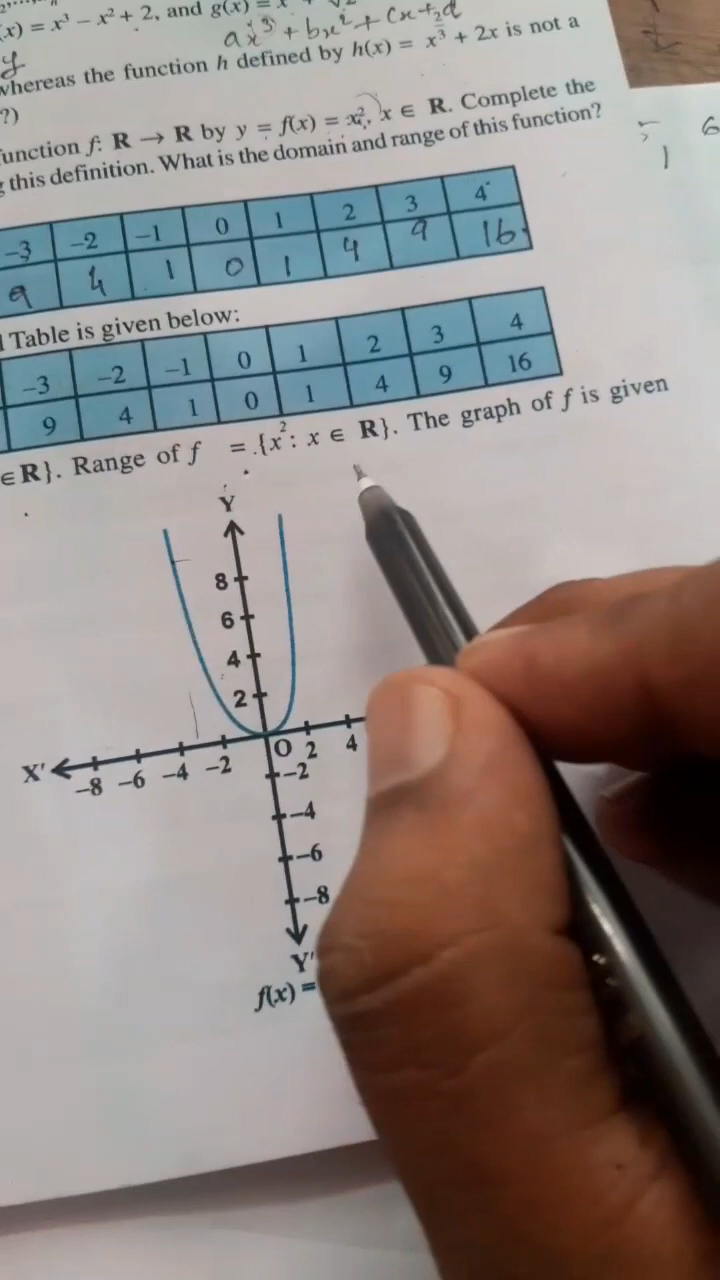 (x) = x³ – x² + 2, and g(x) =
ax³ + bx² + cx + d
whereas the function h defined by h(x) = x³ + 2x is not a
?)
function f: R → R by y = f(x) = x², x ∈ R. Complete the
this definition. What is the domain and range of this function?
–3 –2 –1 0 1 2 3 4
9 4 1 0 1 4 9 16
Table is given below:
–3 –2 –1 0 1 2 3 4
9 4 1 0 1 4 9 16
∈ R}. Range of f = {x²: x ∈ R}. The graph of f is given
Y
8
6
4
2
X' –8 –6 –4 –2 O 2 4
–2
–4
–6
–8
Y'
f(x) =